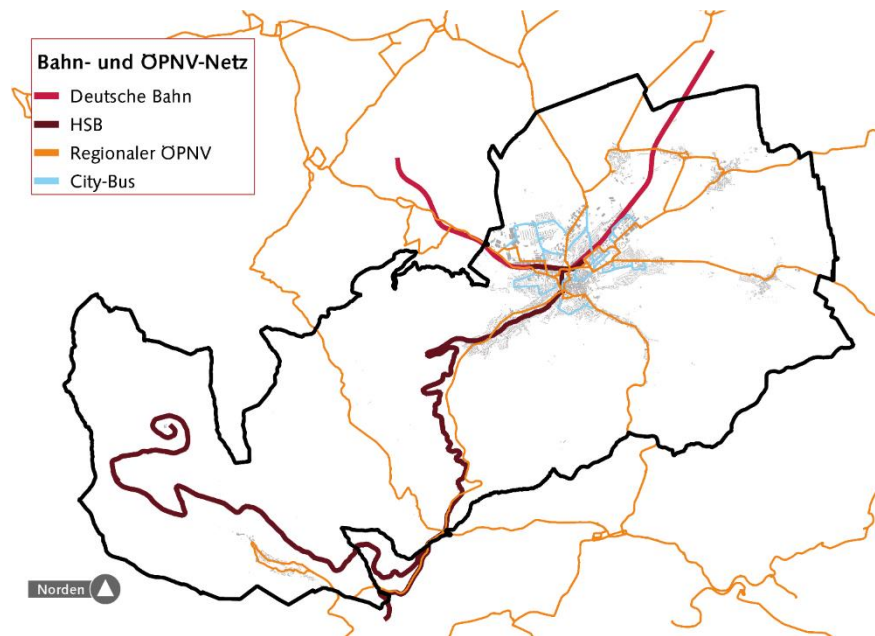 Bahn- und ÖPNV-Netz
Deutsche Bahn
HSB
Regionaler ÖPNV
City-Bus
Norden